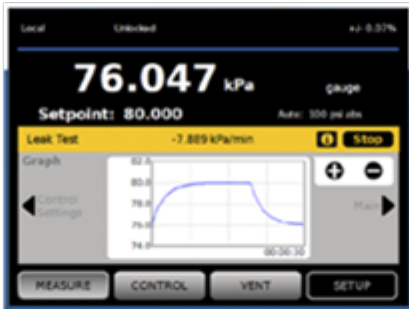 Local Unlocked +/- 0.07%
76.047 kPa gauge
Setpoint: 80.000 Auto: 100 psi abs
Leak Test -7.889 kPa/min i Stop
Graph
82.0
80.0
78.0
76.0
74.0
00:00:30
Control
Settings
Main
MEASURE CONTROL VENT SETUP